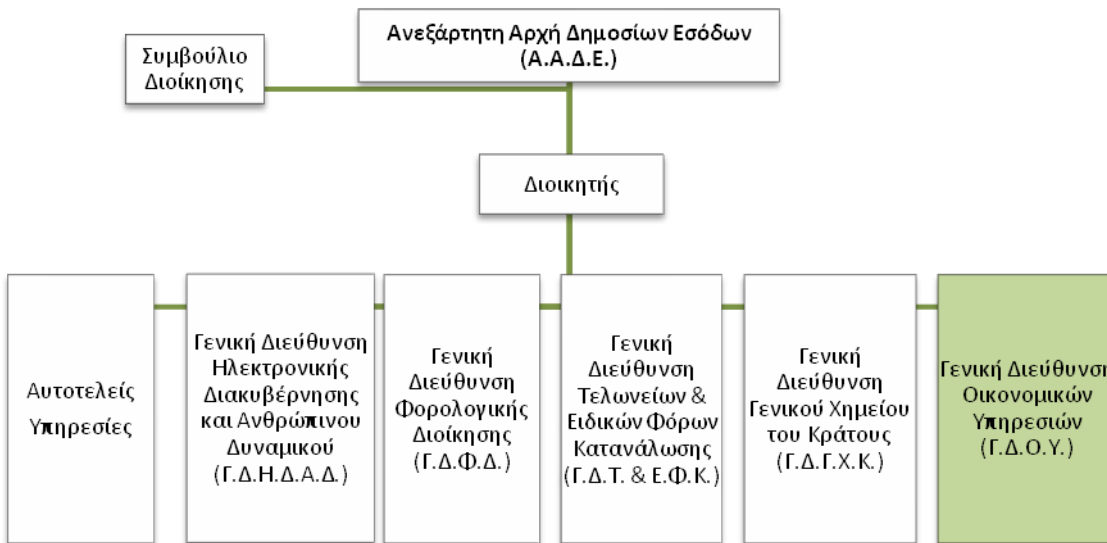 Ανεξάρτητη Αρχή Δημοσίων Εσόδων
(Α.Α.Δ.Ε.)
Συμβούλιο
Διοίκησης
Διοικητής
Αυτοτελείς
Υπηρεσίες
Γενική Διεύθυνση
Ηλεκτρονικής
Διακυβέρνησης
και Ανθρώπινου
Δυναμικού
(Γ.Δ.Η.Δ.Α.Δ.)
Γενική
Διεύθυνση
Φορολογικής
Διοίκησης
(Γ.Δ.Φ.Δ.)
Γενική
Διεύθυνση
Τελωνείων &
Ειδικών Φόρων
Κατανάλωσης
(Γ.Δ.Τ. & Ε.Φ.Κ.)
Γενική
Διεύθυνση
Γενικού Χημείου
του Κράτους
(Γ.Δ.Γ.Χ.Κ.)
Γενική Διεύθυνση
Οικονομικών
Υπηρεσιών
(Γ.Δ.Ο.Υ.)